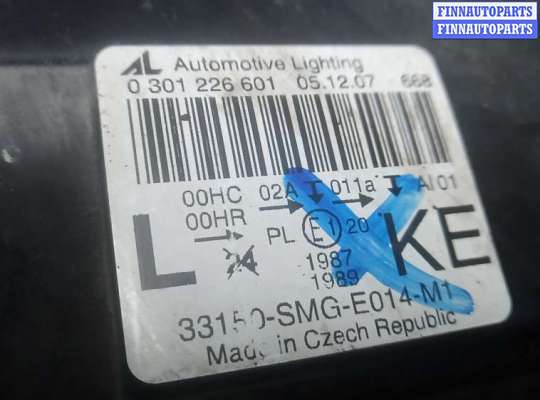 FINNAUTOPARTS
FINNAUTOPARTS
AL Automotive Lighting
0 301 226 601 05.12.07 668
00HC 02A 011a AI01
00HR
L PL E1 20 KE
24
1987
1989
33150-SMG-E014-M1
Made in Czech Republic